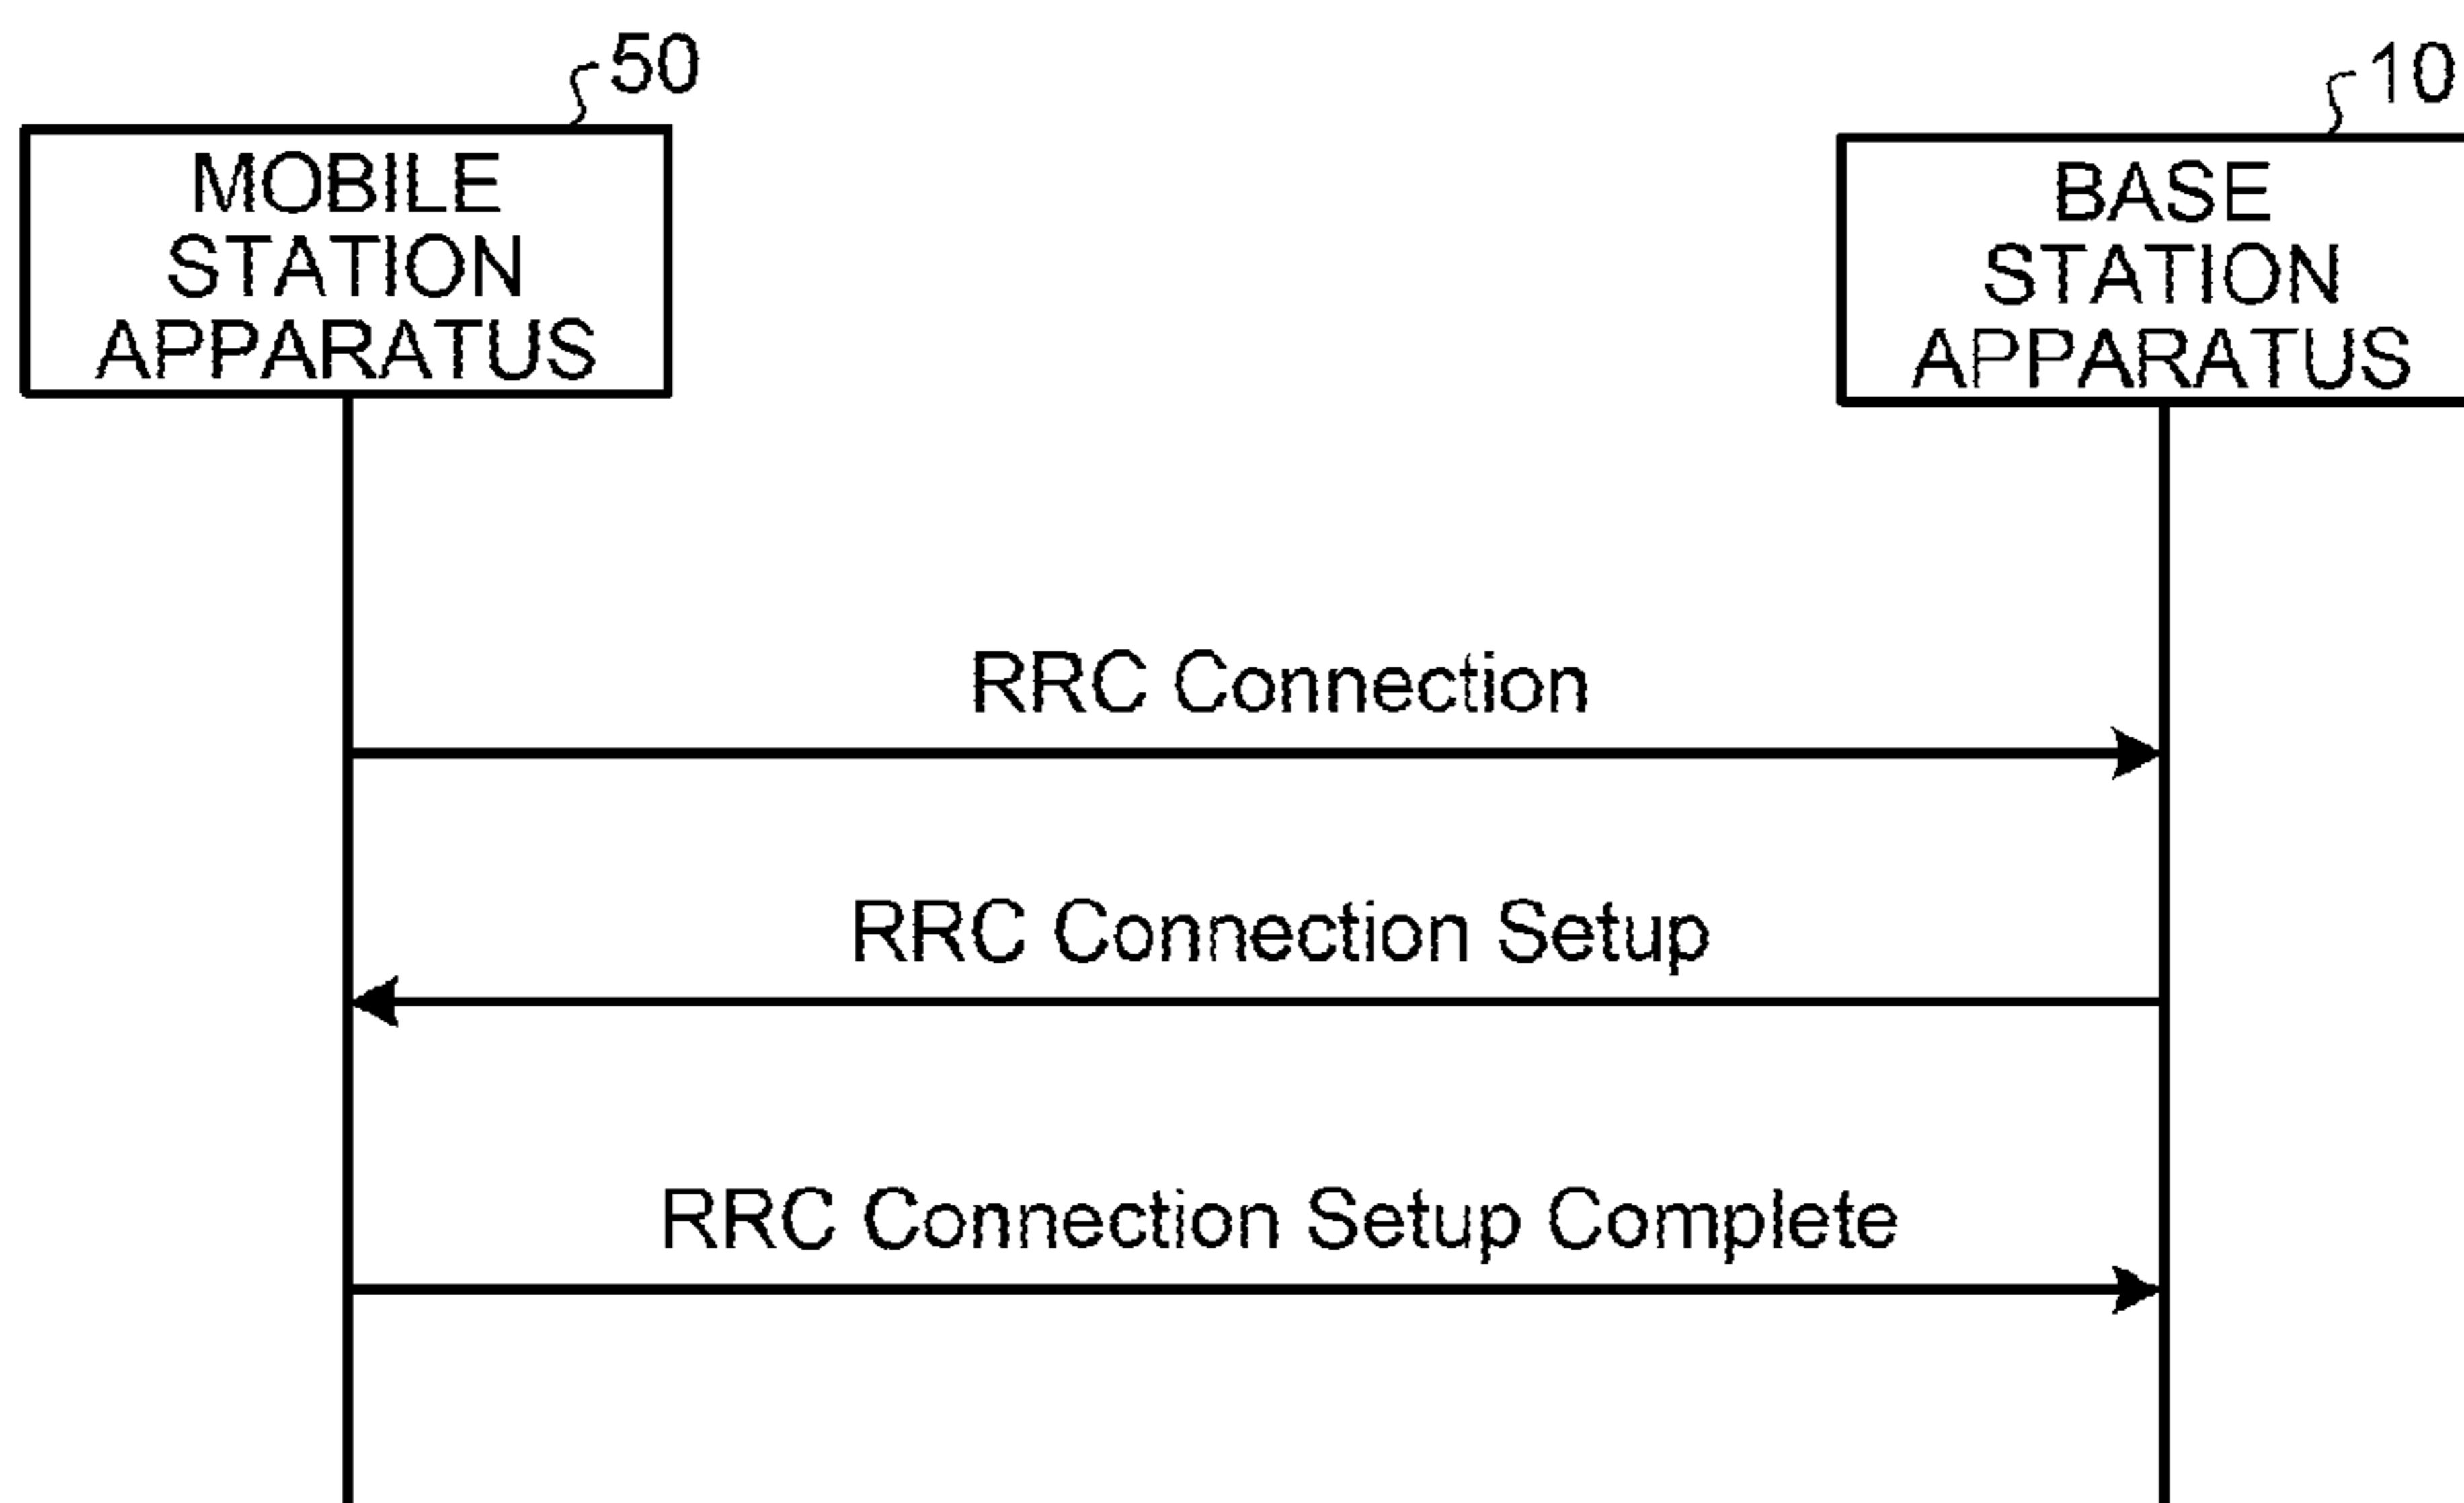 50
MOBILE
STATION
APPARATUS
10
BASE
STATION
APPARATUS
RRC Connection
RRC Connection Setup
RRC Connection Setup Complete